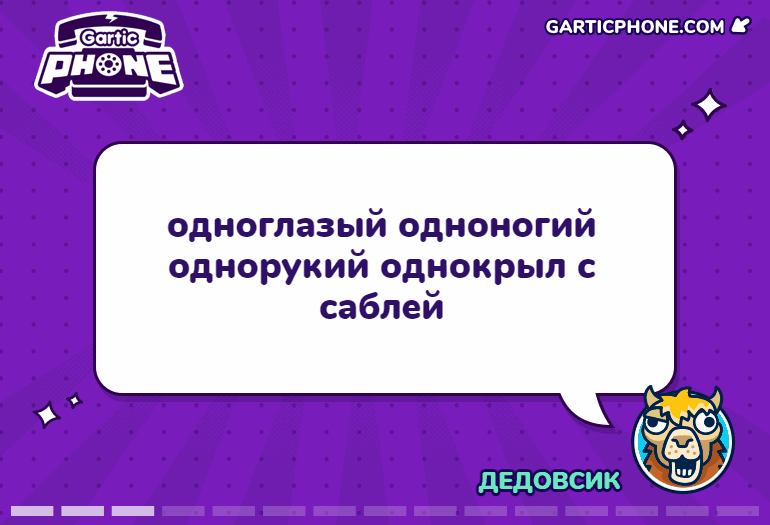 Gartic
PHONE
GARTICPHONE.COM
одноглазый одноногий
однорукий однокрыл с
саблей
ДЕДОВСИК